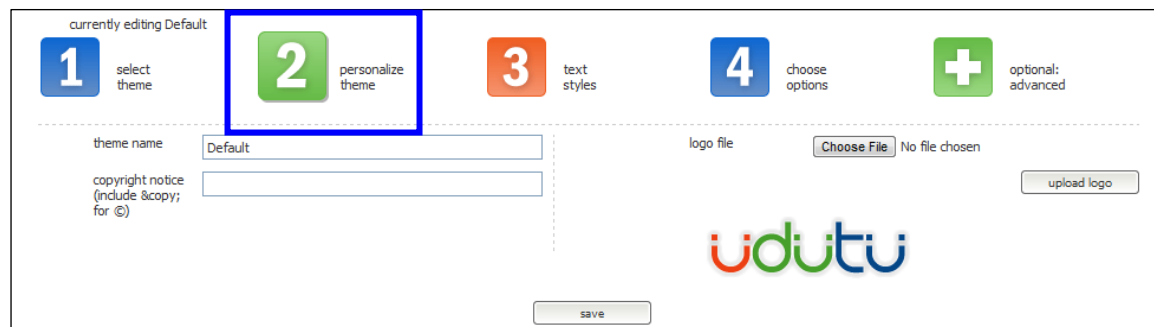 currently editing Default
1
select
theme
2
personalize
theme
3
text
styles
4
choose
options
optional:
advanced
theme name
Default
copyright notice
(include &copy;
for ©)
logo file
Choose File No file chosen
upload logo
udutu
save